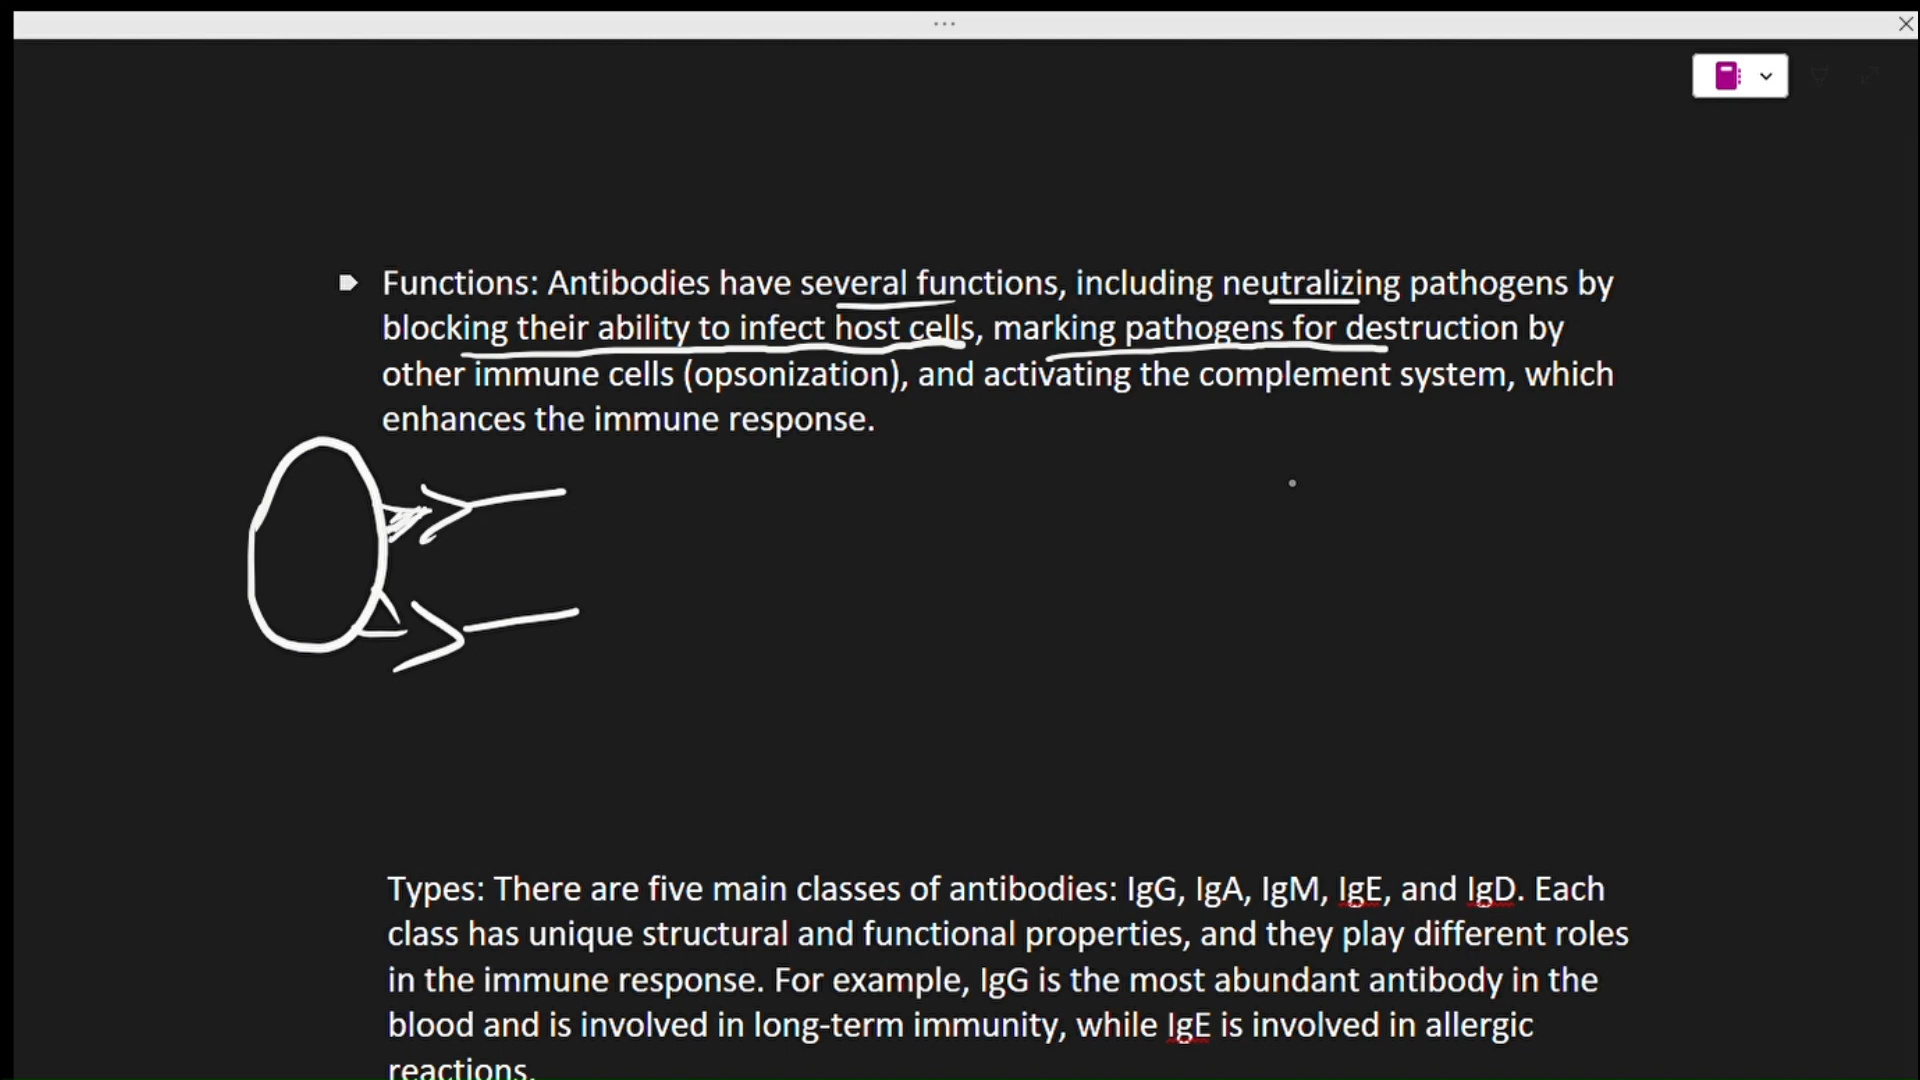 Functions: Antibodies have several functions, including neutralizing pathogens by
blocking their ability to infect host cells, marking pathogens for destruction by
other immune cells (opsonization), and activating the complement system, which
enhances the immune response.
Types: There are five main classes of antibodies: IgG, IgA, IgM, IgE, and IgD. Each
class has unique structural and functional properties, and they play different roles
in the immune response. For example, IgG is the most abundant antibody in the
blood and is involved in long-term immunity, while IgE is involved in allergic
reactions.